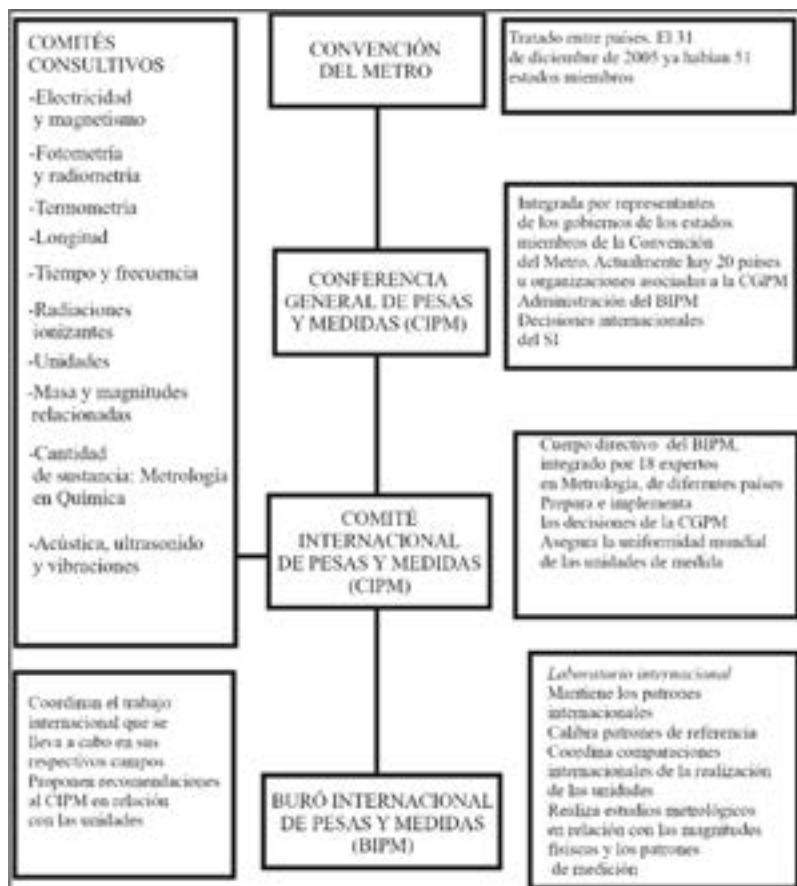 COMITÉS
CONSULTIVOS
-Electricidad
y magnetismo
-Fotometría
y radiometría
-Termometría
-Longitud
-Tiempo y frecuencia
-Radiaciones
ionizantes
-Unidades
-Masa y magnitudes
relacionadas
-Cantidad
de sustancia: Metrología
en Química
-Acústica, ultrasonido
y vibraciones
Coordinan el trabajo
internacional que se
lleva a cabo en sus
respectivos campos
Proponen recomendaciones
al CIPM en relación
con las unidades
CONVENCIÓN
DEL METRO
Tratado entre países. El 31
de diciembre de 2005 ya habían 51
estados miembros
CONFERENCIA
GENERAL DE PESAS
Y MEDIDAS (CIPM)
Integrada por representantes
de los gobiernos de los estados
miembros de la Convención
del Metro. Actualmente hay 20 países
u organizaciones asociadas a la CGPM
Administración del BIPM
Decisiones internacionales
del SI
COMITÉ
INTERNACIONAL
DE PESAS Y MEDIDAS
(CIPM)
Cuerpo directivo del BIPM,
integrado por 18 expertos
en Metrología, de diferentes países
Prepara e implementa
las decisiones de la CGPM
Asegura la uniformidad mundial
de las unidades de medida
BURÓ INTERNACIONAL
DE PESAS Y MEDIDAS
(BIPM)
Laboratorio internacional
Mantiene los patrones
internacionales
Calibra patrones de referencia
Coordina comparaciones
internacionales de la realización
de las unidades
Realiza estudios metrológicos
en relación con las magnitudes
físicas y los patrones
de medición